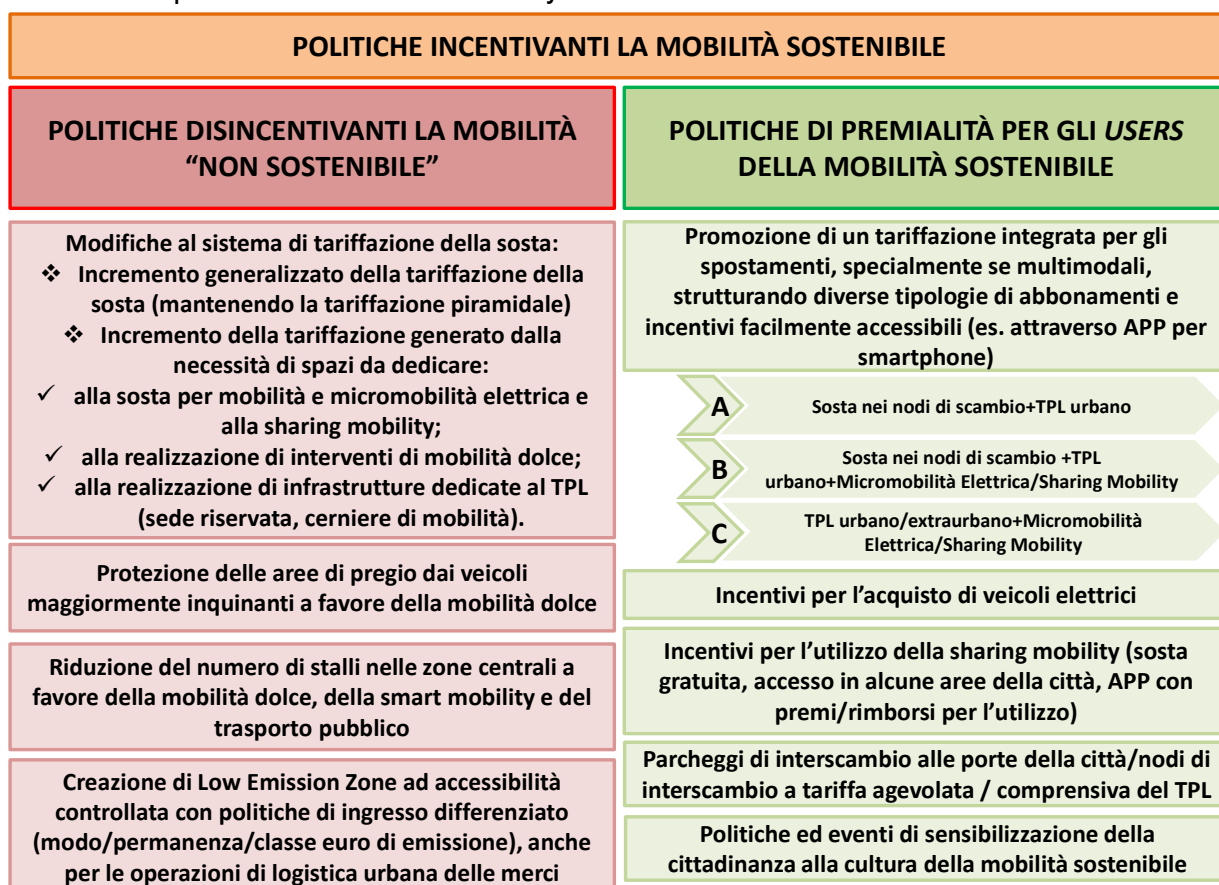 POLITICHE INCENTIVANTI LA MOBILITÀ SOSTENIBILE
POLITICHE DISINCENTIVANTI LA MOBILITÀ
“NON SOSTENIBILE”
Modifiche al sistema di tariffazione della sosta:
❖ Incremento generalizzato della tariffazione della
sosta (mantenendo la tariffazione piramidale)
❖ Incremento della tariffazione generato dalla
necessità di spazi da dedicare:
✓ alla sosta per mobilità e micromobilità elettrica e
alla sharing mobility;
✓ alla realizzazione di interventi di mobilità dolce;
✓ alla realizzazione di infrastrutture dedicate al TPL
(sede riservata, cerniere di mobilità).
Protezione delle aree di pregio dai veicoli
maggiormente inquinanti a favore della mobilità dolce
Riduzione del numero di stalli nelle zone centrali a
favore della mobilità dolce, della smart mobility e del
trasporto pubblico
Creazione di Low Emission Zone ad accessibilità
controllata con politiche di ingresso differenziato
(modo/permanenza/classe euro di emissione), anche
per le operazioni di logistica urbana delle merci
POLITICHE DI PREMIALITÀ PER GLI USERS
DELLA MOBILITÀ SOSTENIBILE
Promozione di un tariffazione integrata per gli
spostamenti, specialmente se multimodali,
strutturando diverse tipologie di abbonamenti e
incentivi facilmente accessibili (es. attraverso APP per
smartphone)
A Sosta nei nodi di scambio+TPL urbano
B Sosta nei nodi di scambio +TPL
urbano+Micromobilità Elettrica/Sharing Mobility
C TPL urbano/extraurbano+Micromobilità
Elettrica/Sharing Mobility
Incentivi per l’acquisto di veicoli elettrici
Incentivi per l’utilizzo della sharing mobility (sosta
gratuita, accesso in alcune aree della città, APP con
premi/rimborsi per l’utilizzo)
Parcheggi di interscambio alle porte della città/nodi di
interscambio a tariffa agevolata / comprensiva del TPL
Politiche ed eventi di sensibilizzazione della
cittadinanza alla cultura della mobilità sostenibile